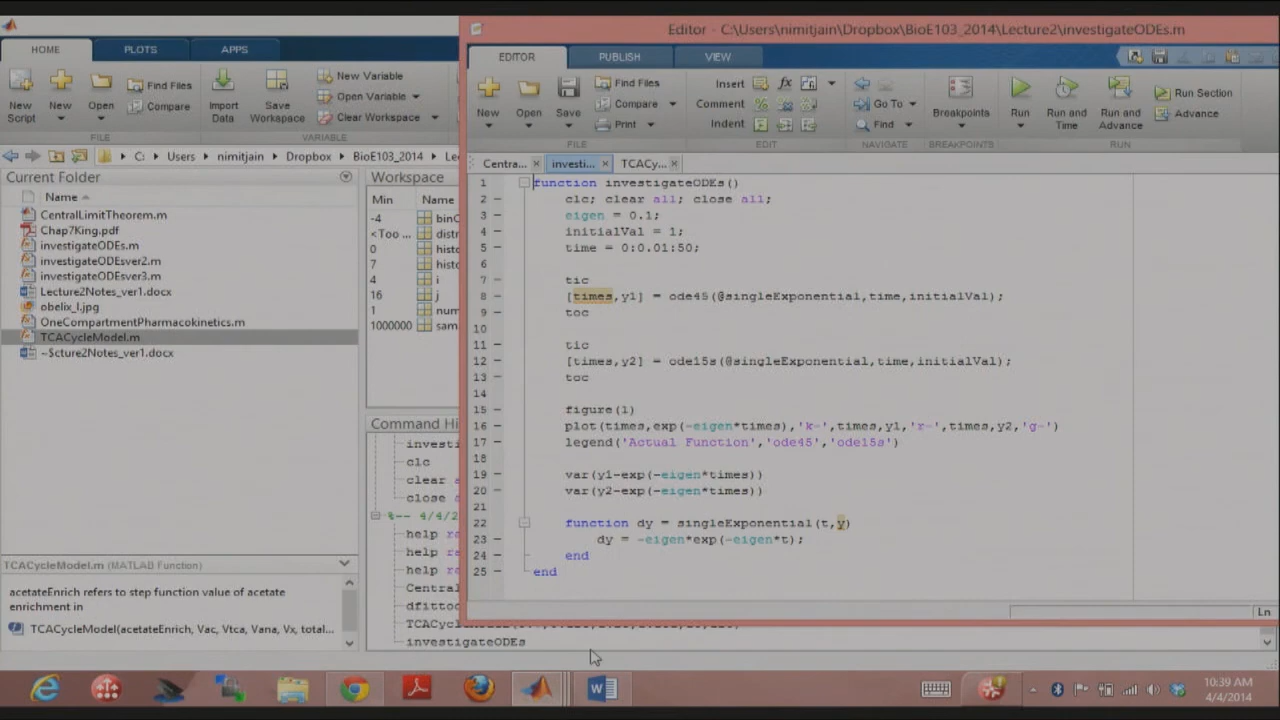 Editor - C:\Users\nimitjain\Dropbox\BioE103_2014\Lecture2\investigateODEs.m
HOME PLOTS APPS
EDITOR PUBLISH VIEW
New Script
New
Open
Find Files
Compare
Import Data
Save Workspace
New Variable
Open Variable
Clear Workspace
FILE VARIABLE
New
Open
Save
Find Files
Compare
Print
Insert
Comment
Indent
fx
Go To
Find
Breakpoints
Run
Run and Time
Run and Advance
Run Section
Advance
FILE EDIT NAVIGATE BREAKPOINTS RUN
C: Users nimitjain Dropbox BioE103_2014
Current Folder
Name
CentralLimitTheorem.m
Chap7King.pdf
investigateODEs.m
investigateODEsver2.m
investigateODEsver3.m
Lecture2Notes_ver1.docx
obelix_l.jpg
OneCompartmentPharmacokinetics.m
TCACycleModel.m
~$cture2Notes_ver1.docx
TCACycleModel.m (MATLAB Function)
acetateEnrich refers to step function value of acetate
enrichment in
TCACycleModel(acetateEnrich, Vac, Vtca, Vana, Vx, total...
Workspace
Min Name
-4
<Too ...
0
7
4 i
16 j
1
1000000
Command Hi
clc
clear
close
%-- 4/4/2
help
help
help
investigateODEs
Centra... investi... TCACy...
1 function investigateODEs()
2 clc; clear all; close all;
3 eigen = 0.1;
4 initialVal = 1;
5 time = 0:0.01:50;
6
7 tic
8 [times,y1] = ode45(@singleExponential,time,initialVal);
9 toc
10
11 tic
12 [times,y2] = ode15s(@singleExponential,time,initialVal);
13 toc
14
15 figure(1)
16 plot(times,exp(-eigen*times),'k-',times,y1,'r-',times,y2,'g-')
17 legend('Actual Function','ode45','ode15s')
18
19 var(y1-exp(-eigen*times))
20 var(y2-exp(-eigen*times))
21
22 function dy = singleExponential(t,y)
23 dy = -eigen*exp(-eigen*t);
24 end
25 end
Ln
10:39 AM
4/4/2014